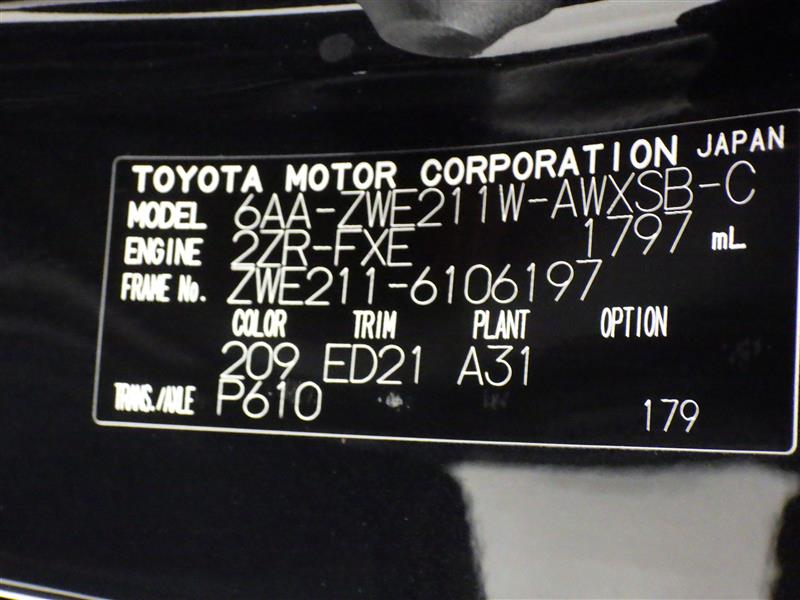 TOYOTA MOTOR CORPORATION JAPAN
MODEL 6AA-ZWE211W-AWXSB-C
ENGINE 2ZR-FXE 1797 mL
FRAME No. ZWE211-6106197
COLOR TRIM PLANT OPTION
209 ED21 A31
TRANS./AXLE P610 179